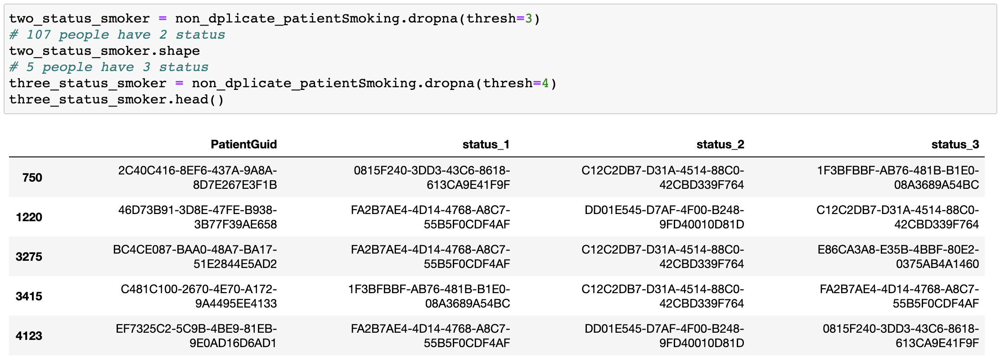 two_status_smoker = non_dplicate_patientSmoking.dropna(thresh=3)
# 107 people have 2 status
two_status_smoker.shape
# 5 people have 3 status
three_status_smoker = non_dplicate_patientSmoking.dropna(thresh=4)
three_status_smoker.head()
PatientGuid status_1 status_2 status_3
2C40C416-8EF6-437A-9A8A- 0815F240-3DD3-43C6-8618- C12C2DB7-D31A-4514-88C0- 1F3BFBBF-AB76-481B-B1E0-
750
8D7E267E3F1B 613CA9E41F9F 42CBD339F764 08A3689A54BC
46D73B91-3D8E-47FE-B938- FA2B7AE4-4D14-4768-A8C7- DD01E545-D7AF-4F00-B248- C12C2DB7-D31A-4514-88C0-
1220
3B77F39AE658 55B5F0CDF4AF 9FD40010D81D 42CBD339F764
BC4CE087-BAA0-48A7-BA17- FA2B7AE4-4D14-4768-A8C7- C12C2DB7-D31A-4514-88C0- E86CA3A8-E35B-4BBF-80E2-
3275
51E2844E5AD2 55B5F0CDF4AF 42CBD339F764 0375AB4A1460
C481C100-2670-4E70-A172- 1F3BFBBF-AB76-481B-B1E0- C12C2DB7-D31A-4514-88C0- FA2B7AE4-4D14-4768-A8C7-
3415
9A4495EE4133 08A3689A54BC 42CBD339F764 55B5F0CDF4AF
EF7325C2-5C9B-4BE9-81EB- FA2B7AE4-4D14-4768-A8C7- DD01E545-D7AF-4F00-B248- 0815F240-3DD3-43C6-8618-
4123
9E0AD16D6AD1 55B5F0CDF4AF 9FD40010D81D 613CA9E41F9F